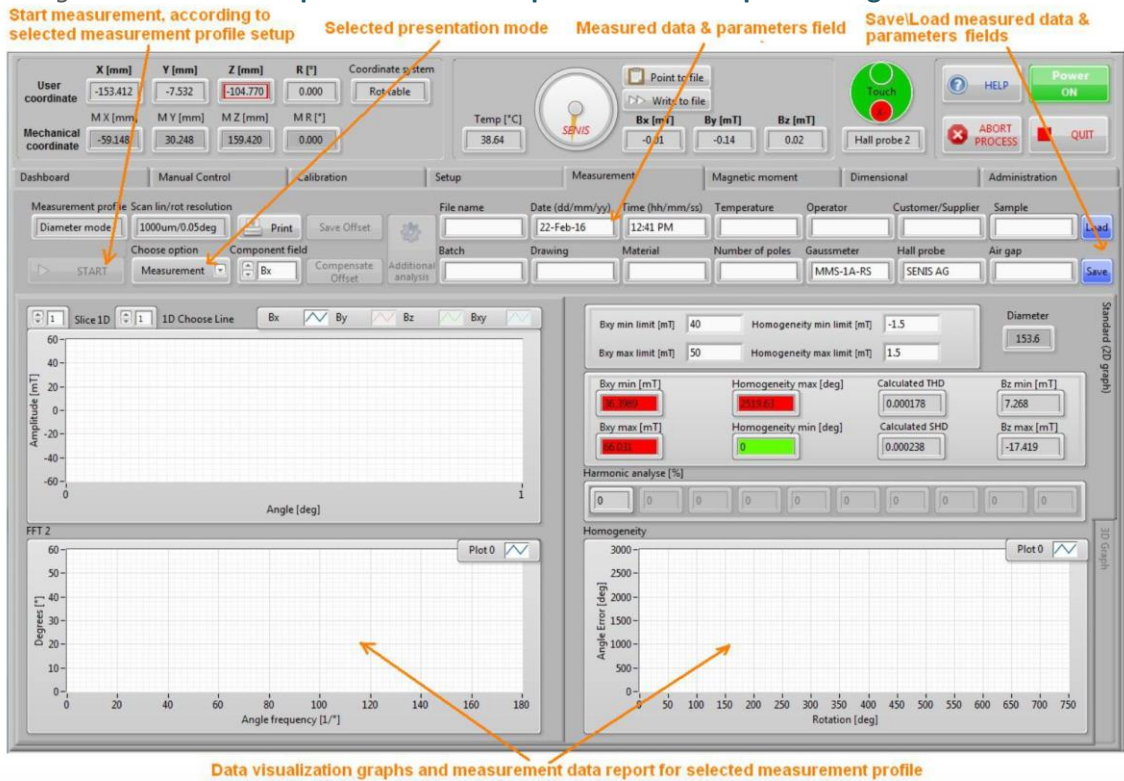 Start measurement, according to
selected measurement profile setup
Selected presentation mode
Measured data & parameters field
Save\Load measured data &
parameters fields
X [mm] Y [mm] Z [mm] R [°] Coordinate system
User
coordinate
-153.412 -7.532 -104.770 0.000
M X [mm] M Y [mm] M Z [mm] M R [°]
Mechanical
coordinate
-59.148 30.248 159.420 0.000
Temp [°C]
38.64
SENIS
Point to file
Write to file
Bx [mT] By [mT] Bz [mT]
-0.01 -0.14 0.02
Touch
Hall probe 2
HELP
Power
ON
ABORT
PROCESS
QUIT
Dashboard Manual Control Calibration Setup Measurement Magnetic moment Dimensional Administration
Measurement profile Scan lin/rot resolution
Diameter mode 1000um/0.05deg Print Save Offset
Choose option Component field
START Measurement Bx Compensate
Offset
Additional
analysis
File name Date (dd/mm/yy) Time (hh/mm/ss) Temperature Operator Customer/Supplier Sample
22-Feb-16 12:41 PM Load
Batch Drawing Material Number of poles Gaussmeter Hall probe Air gap
MMS-1A-RS SENIS AG Save
1 Slice 1D 1 1D Choose Line Bx By Bz Bxy
Amplitude [mT]
60
40
20
0
-20
-40
-60
0 1
Angle [deg]
Bxy min limit [mT] 40 Homogeneity min limit [mT] -1.5
Bxy max limit [mT] 50 Homogeneity max limit [mT] 1.5
Diameter
153.6
Standard (2D graph)
3D Graph
Bxy min [mT] Homogeneity max [deg] Calculated THD Bz min [mT]
36.3989 2519.63 0.000178 7.268
Bxy max [mT] Homogeneity min [deg] Calculated SHD Bz max [mT]
66.031 0 0.000238 -17.419
Harmonic analyse [%]
0 0 0 0 0 0 0 0 0 0
FFT 2
Plot 0
Degrees [°]
60
50
40
30
20
10
0
0 20 40 60 80 100 120 140 160 180
Angle frequency [1/°]
Homogeneity
Plot 0
Angle Error [deg]
3000
2500
2000
1500
1000
500
0
0 50 100 150 200 250 300 350 400 450 500 550 600 650 700 750
Rotation [deg]
Data visualization graphs and measurement data report for selected measurement profile